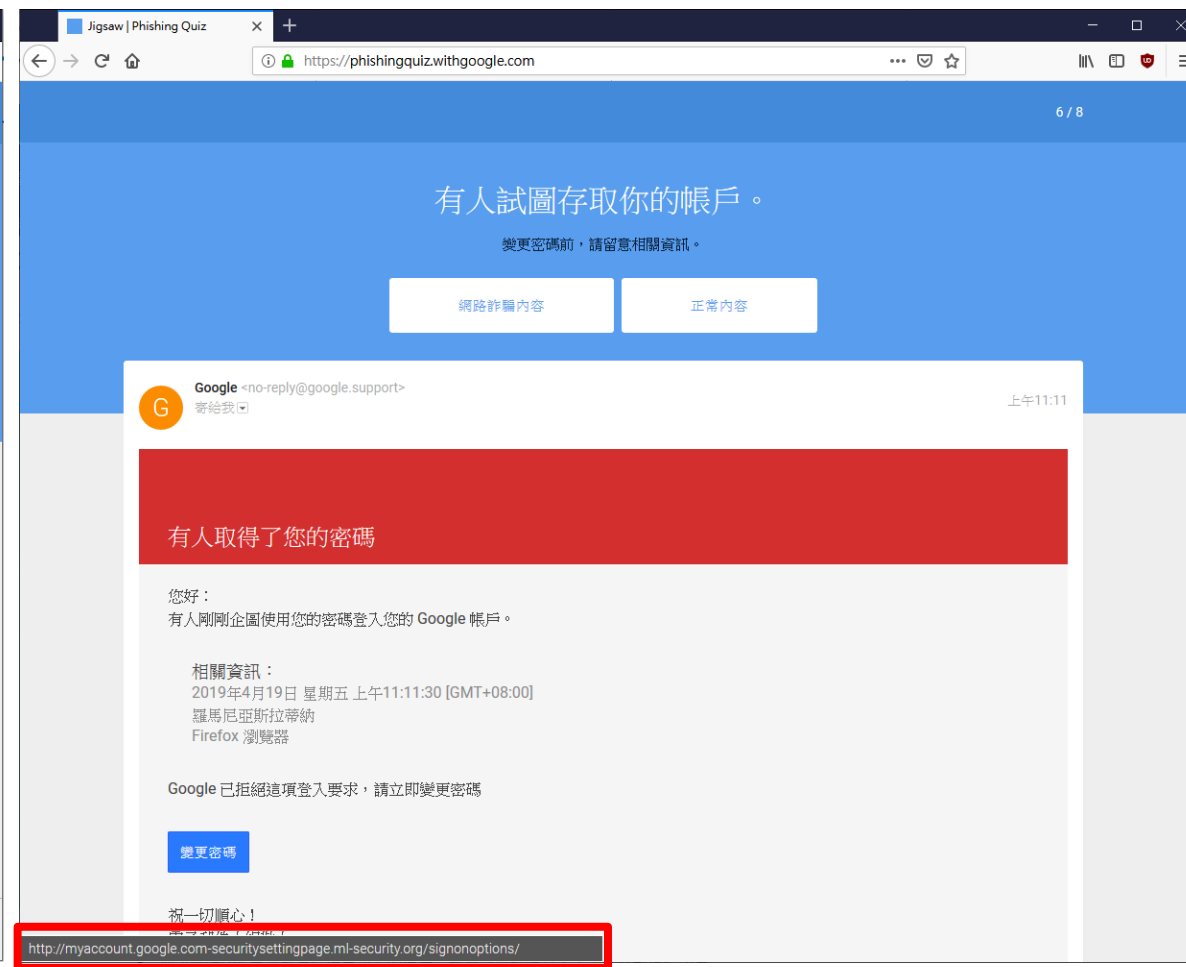 Jigsaw | Phishing Quiz
https://phishingquiz.withgoogle.com
6 / 8
有人試圖存取你的帳戶。
變更密碼前,請留意相關資訊。
網路詐騙內容
正常內容
Google <no-reply@google.support>
G
寄給我
上午11:11
有人取得了您的密碼
您好:
有人剛剛企圖使用您的密碼登入您的 Google 帳戶。
相關資訊:
2019年4月19日 星期五 上午11:11:30 [GMT+08:00]
羅馬尼亞斯拉蒂納
Firefox 瀏覽器
Google 已拒絕這項登入要求,請立即變更密碼
變更密碼
祝一切順心!
http://myaccount.google.com-securitysettingpage.ml-security.org/signonoptions/